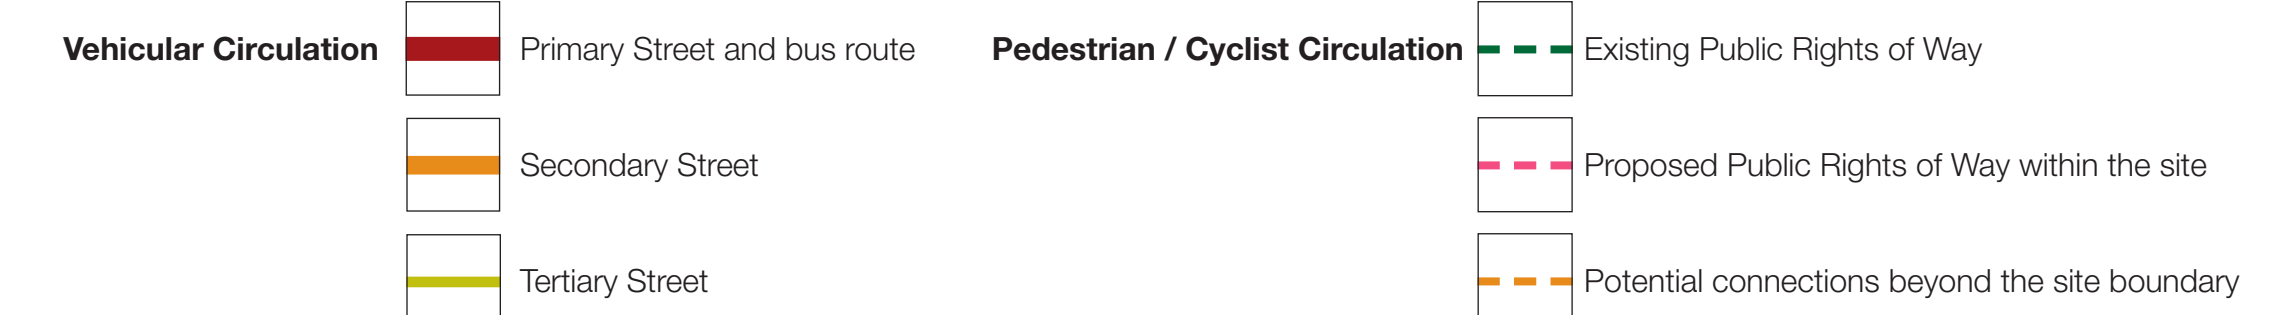 Vehicular Circulation
Primary Street and bus route
Secondary Street
Tertiary Street
Pedestrian / Cyclist Circulation
Existing Public Rights of Way
Proposed Public Rights of Way within the site
Potential connections beyond the site boundary